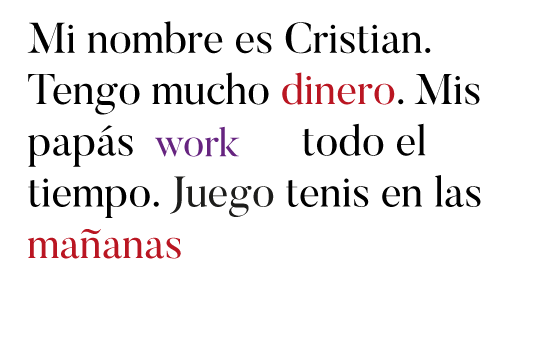 Mi nombre es Cristian.
Tengo mucho dinero. Mis
papás work todo el
tiempo. Juego tenis en las
mañanas